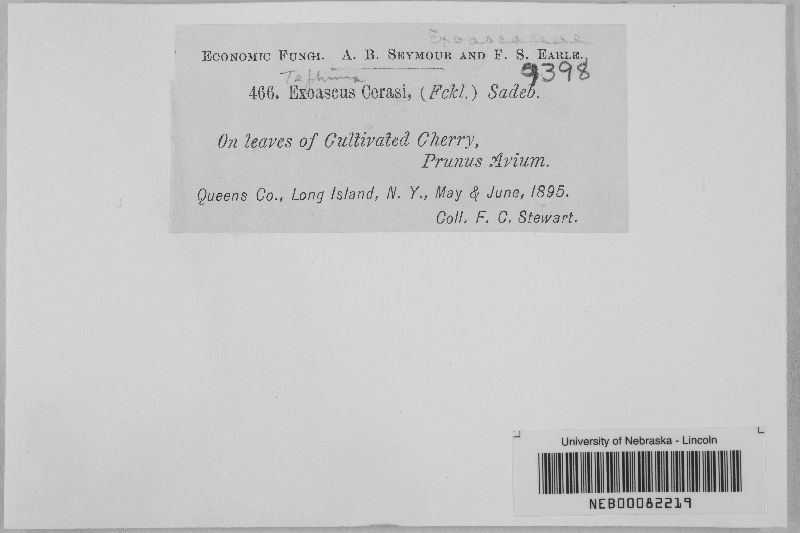 Exoascaceae
ECONOMIC FUNGI. A. B. SEYMOUR AND F. S. EARLE.
9398
Taphrina
466. Exoascus Cerasi, (Fckl.) Sadeb.
On leaves of Cultivated Cherry,
Prunus Avium.
Queens Co., Long Island, N. Y., May & June, 1895.
Coll. F. C. Stewart.
University of Nebraska - Lincoln
NEB00082219